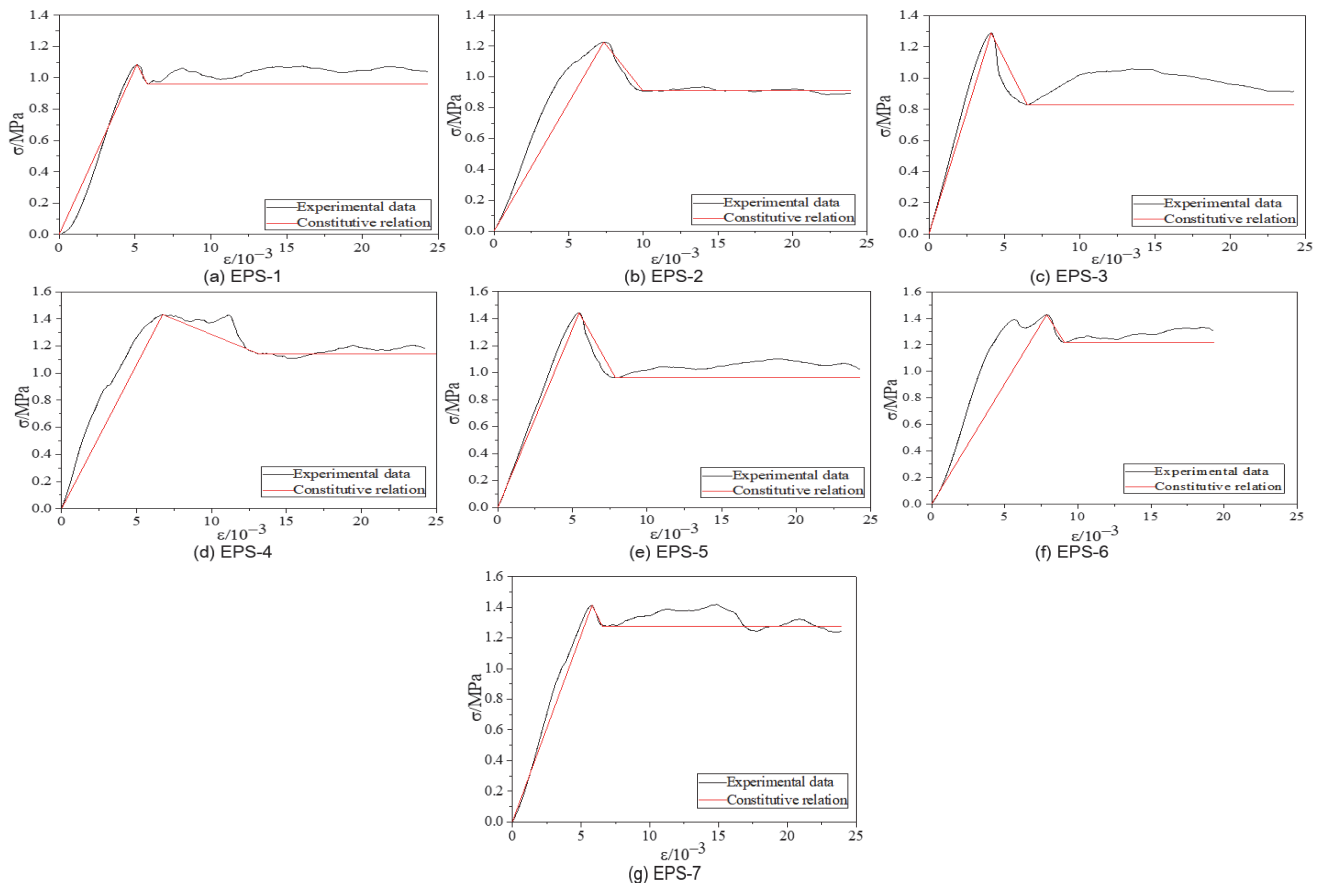 1.4
1.2
1.0
0.8
0.6
0.4
0.2
0.0
σ/MPa
Experimental data
Constitutive relation
0 5 10 15 20 25
ε/10⁻³
(a) EPS-1
1.4
1.2
1.0
0.8
0.6
0.4
0.2
0.0
σ/MPa
Experimental data
Constitutive relation
0 5 10 15 20 25
ε/10⁻³
(b) EPS-2
1.4
1.2
1.0
0.8
0.6
0.4
0.2
0.0
σ/MPa
Experimental data
Constitutive relation
0 5 10 15 20 25
ε/10⁻³
(c) EPS-3
1.6
1.4
1.2
1.0
0.8
0.6
0.4
0.2
0.0
σ/MPa
Experimental data
Constitutive relation
0 5 10 15 20 25
ε/10⁻³
(d) EPS-4
1.6
1.4
1.2
1.0
0.8
0.6
0.4
0.2
0.0
σ/MPa
Experimental data
Constitutive relation
0 5 10 15 20 25
ε/10⁻³
(e) EPS-5
1.6
1.4
1.2
1.0
0.8
0.6
0.4
0.2
0.0
σ/MPa
Experimental data
Constitutive relation
0 5 10 15 20 25
ε/10⁻³
(f) EPS-6
1.6
1.4
1.2
1.0
0.8
0.6
0.4
0.2
0.0
σ/MPa
Experimental data
Constitutive relation
0 5 10 15 20 25
ε/10⁻³
(g) EPS-7